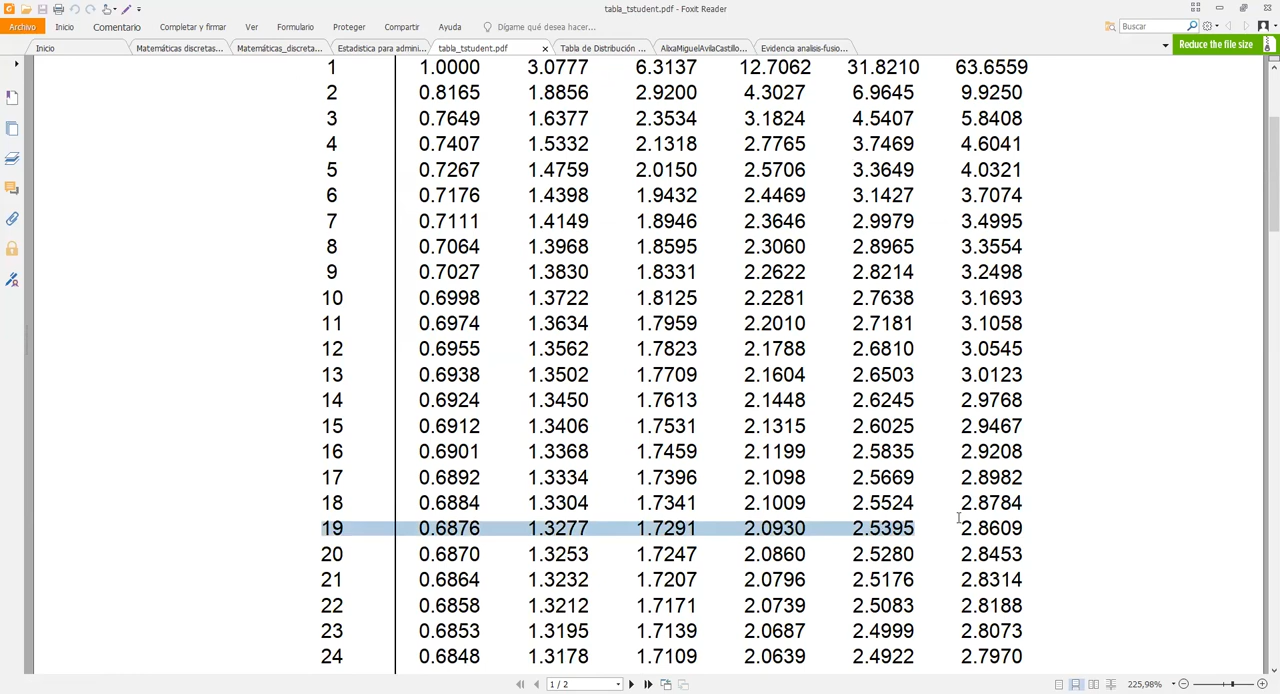 tabla_tstudent.pdf - Foxit Reader
Archivo Inicio Comentario Completar y firmar Ver Formulario Proteger Compartir Ayuda Dígame qué desea hacer... Buscar
Inicio Matemáticas discretas... Matemáticas_discreta... Estadistica para admini... tabla_tstudent.pdf Tabla de Distribución ... AlixaMiguelAvilaCastillo... Evidencia analisis-fusio... Reduce the file size
1 1.0000 3.0777 6.3137 12.7062 31.8210 63.6559
2 0.8165 1.8856 2.9200 4.3027 6.9645 9.9250
3 0.7649 1.6377 2.3534 3.1824 4.5407 5.8408
4 0.7407 1.5332 2.1318 2.7765 3.7469 4.6041
5 0.7267 1.4759 2.0150 2.5706 3.3649 4.0321
6 0.7176 1.4398 1.9432 2.4469 3.1427 3.7074
7 0.7111 1.4149 1.8946 2.3646 2.9979 3.4995
8 0.7064 1.3968 1.8595 2.3060 2.8965 3.3554
9 0.7027 1.3830 1.8331 2.2622 2.8214 3.2498
10 0.6998 1.3722 1.8125 2.2281 2.7638 3.1693
11 0.6974 1.3634 1.7959 2.2010 2.7181 3.1058
12 0.6955 1.3562 1.7823 2.1788 2.6810 3.0545
13 0.6938 1.3502 1.7709 2.1604 2.6503 3.0123
14 0.6924 1.3450 1.7613 2.1448 2.6245 2.9768
15 0.6912 1.3406 1.7531 2.1315 2.6025 2.9467
16 0.6901 1.3368 1.7459 2.1199 2.5835 2.9208
17 0.6892 1.3334 1.7396 2.1098 2.5669 2.8982
18 0.6884 1.3304 1.7341 2.1009 2.5524 2.8784
19 0.6876 1.3277 1.7291 2.0930 2.5395 2.8609
20 0.6870 1.3253 1.7247 2.0860 2.5280 2.8453
21 0.6864 1.3232 1.7207 2.0796 2.5176 2.8314
22 0.6858 1.3212 1.7171 2.0739 2.5083 2.8188
23 0.6853 1.3195 1.7139 2.0687 2.4999 2.8073
24 0.6848 1.3178 1.7109 2.0639 2.4922 2.7970
1 / 2 225,98%